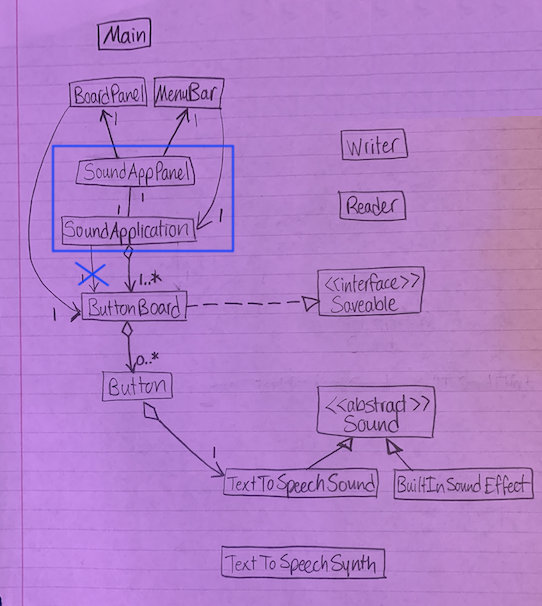 Main
BoardPanel
MenuBar
1
1
SoundAppPanel
1
1
SoundApplication
1
Writer
Reader
1..*
ButtonBoard
1
<<interface>>
Saveable
0..*
Button
<<abstract>>
Sound
1
TextToSpeechSound
BuiltInSoundEffect
TextToSpeechSynth